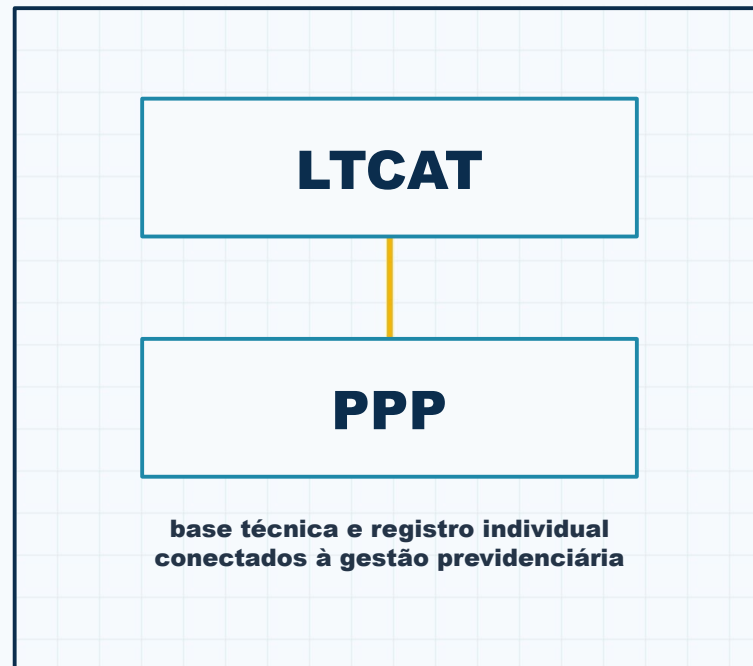 LTCAT
PPP
base técnica e registro individual
conectados à gestão previdenciária